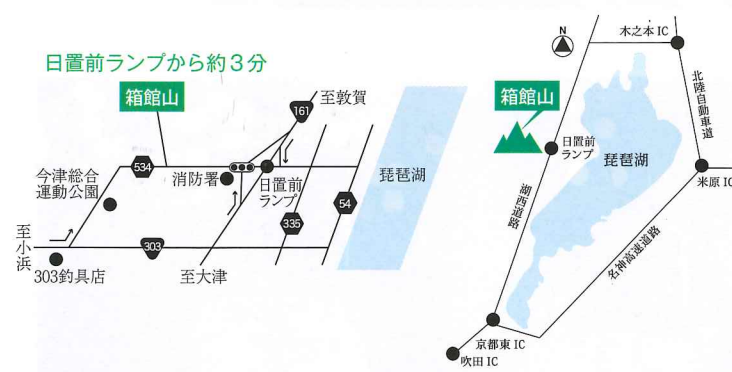 日置前ランプから約3分
箱館山
161
至敦賀
534
今津総合
運動公園
消防署
日置前
ランプ
琵琶湖
54
335
至小浜
303
303釣具店
至大津
N
木之本 IC
箱館山
北陸自動車道
日置前
ランプ
琵琶湖
米原 IC
湖西道路
名神高速道路
京都東 IC
吹田 IC